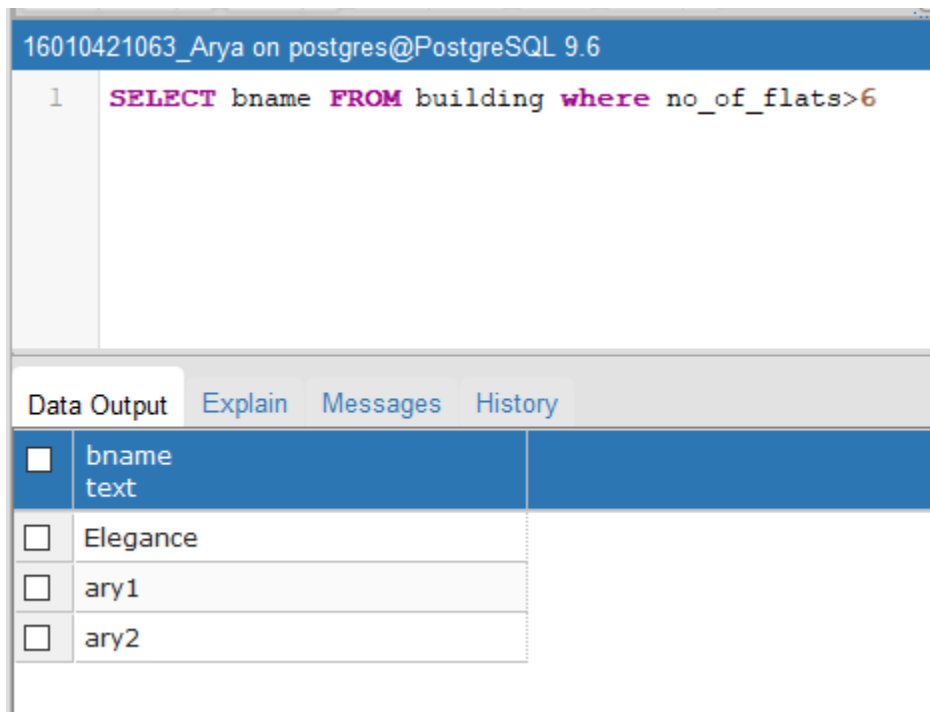 16010421063_Arya on postgres@PostgreSQL 9.6
1 SELECT bname FROM building where no_of_flats>6
Data Output Explain Messages History
bname
text
Elegance
ary1
ary2